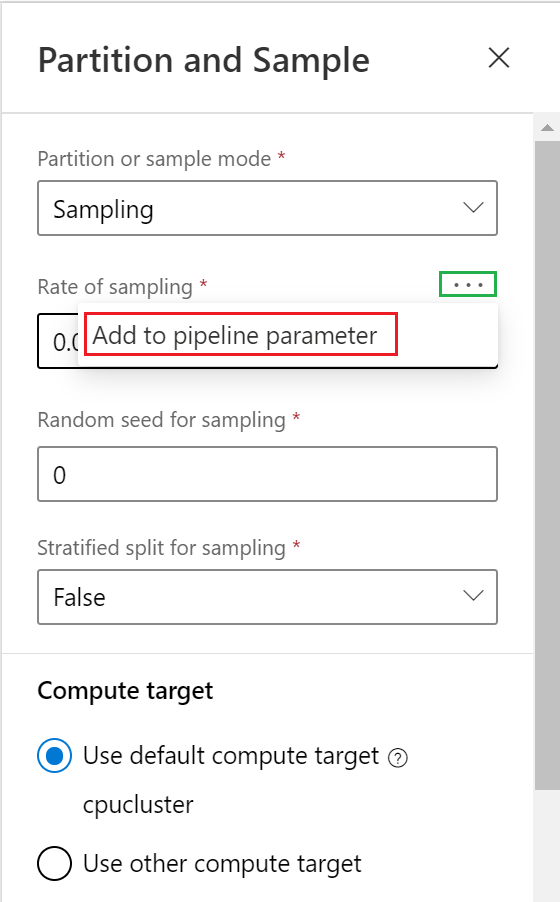 Partition and Sample
Partition or sample mode *
Sampling
Rate of sampling *
...
0.0
Add to pipeline parameter
Random seed for sampling *
0
Stratified split for sampling *
False
Compute target
Use default compute target ?
cpucluster
Use other compute target